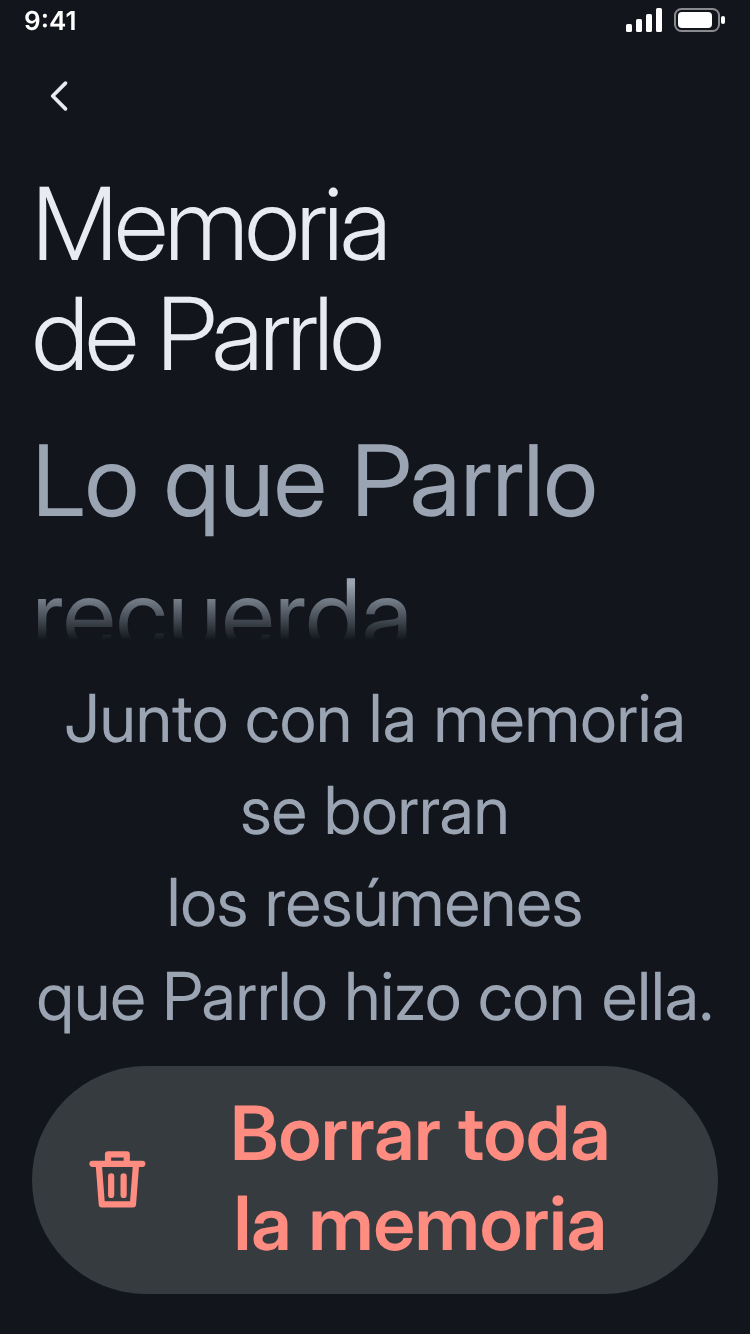 9:41
Memoria
de Parrlo
Lo que Parrlo
recuerda
Junto con la memoria
se borran
los resúmenes
que Parrlo hizo con ella.
Borrar toda
la memoria